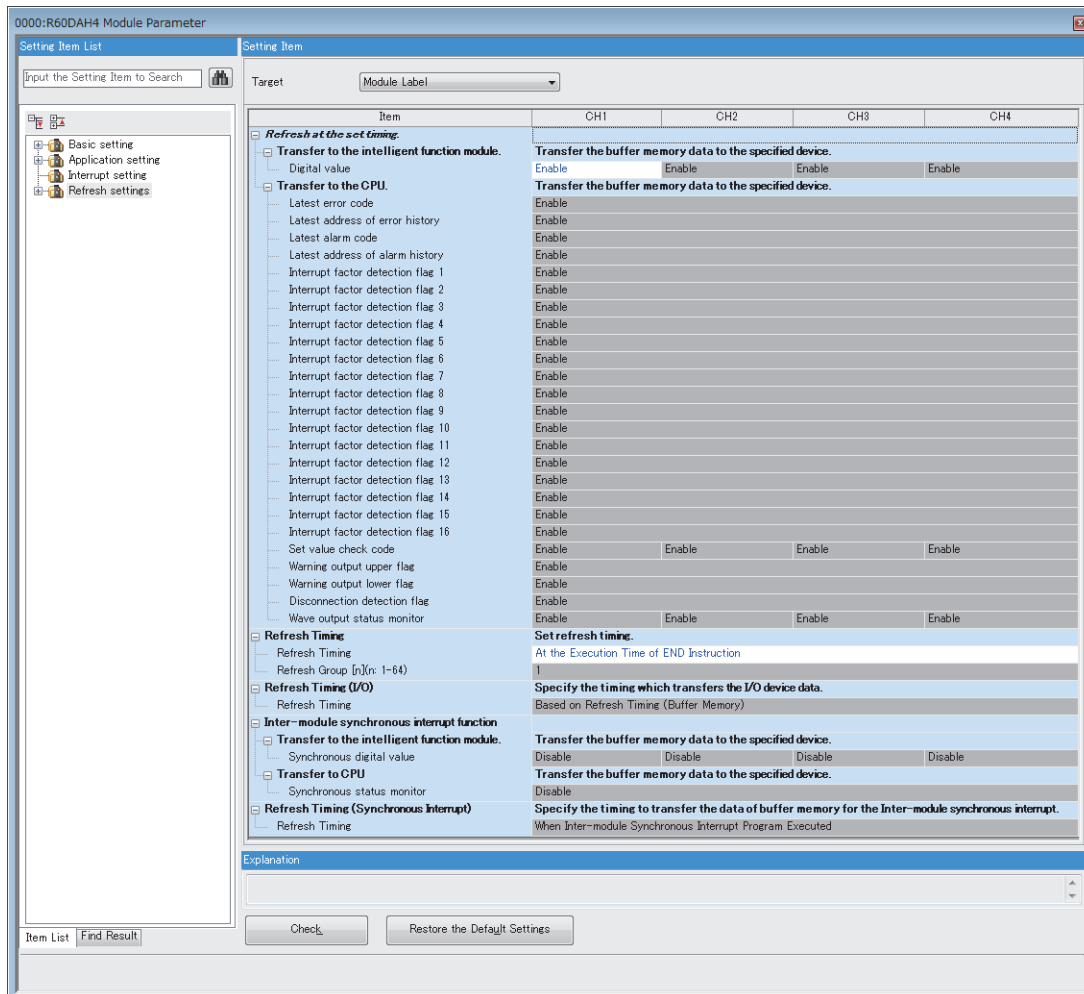 0000:R60DAH4 Module Parameter
Setting Item List
Input the Setting Item to Search
Basic setting
Application setting
Interrupt setting
Refresh settings
Item List Find Result
Setting Item
Target Module Label
Item CH1 CH2 CH3 CH4
Refresh at the set timing.
Transfer to the intelligent function module. Transfer the buffer memory data to the specified device.
Digital value Enable Enable Enable Enable
Transfer to the CPU. Transfer the buffer memory data to the specified device.
Latest error code Enable
Latest address of error history Enable
Latest alarm code Enable
Latest address of alarm history Enable
Interrupt factor detection flag 1 Enable
Interrupt factor detection flag 2 Enable
Interrupt factor detection flag 3 Enable
Interrupt factor detection flag 4 Enable
Interrupt factor detection flag 5 Enable
Interrupt factor detection flag 6 Enable
Interrupt factor detection flag 7 Enable
Interrupt factor detection flag 8 Enable
Interrupt factor detection flag 9 Enable
Interrupt factor detection flag 10 Enable
Interrupt factor detection flag 11 Enable
Interrupt factor detection flag 12 Enable
Interrupt factor detection flag 13 Enable
Interrupt factor detection flag 14 Enable
Interrupt factor detection flag 15 Enable
Interrupt factor detection flag 16 Enable
Set value check code Enable Enable Enable Enable
Warning output upper flag Enable
Warning output lower flag Enable
Disconnection detection flag Enable
Wave output status monitor Enable Enable Enable Enable
Refresh Timing Set refresh timing.
Refresh Timing At the Execution Time of END Instruction
Refresh Group [n](n: 1-64) 1
Refresh Timing (I/O) Specify the timing which transfers the I/O device data.
Refresh Timing Based on Refresh Timing (Buffer Memory)
Inter-module synchronous interrupt function
Transfer to the intelligent function module. Transfer the buffer memory data to the specified device.
Synchronous digital value Disable Disable Disable Disable
Transfer to CPU Transfer the buffer memory data to the specified device.
Synchronous status monitor Disable
Refresh Timing (Synchronous Interrupt) Specify the timing to transfer the data of buffer memory for the Inter-module synchronous interrupt.
Refresh Timing When Inter-module Synchronous Interrupt Program Executed
Explanation
Check Restore the Default Settings